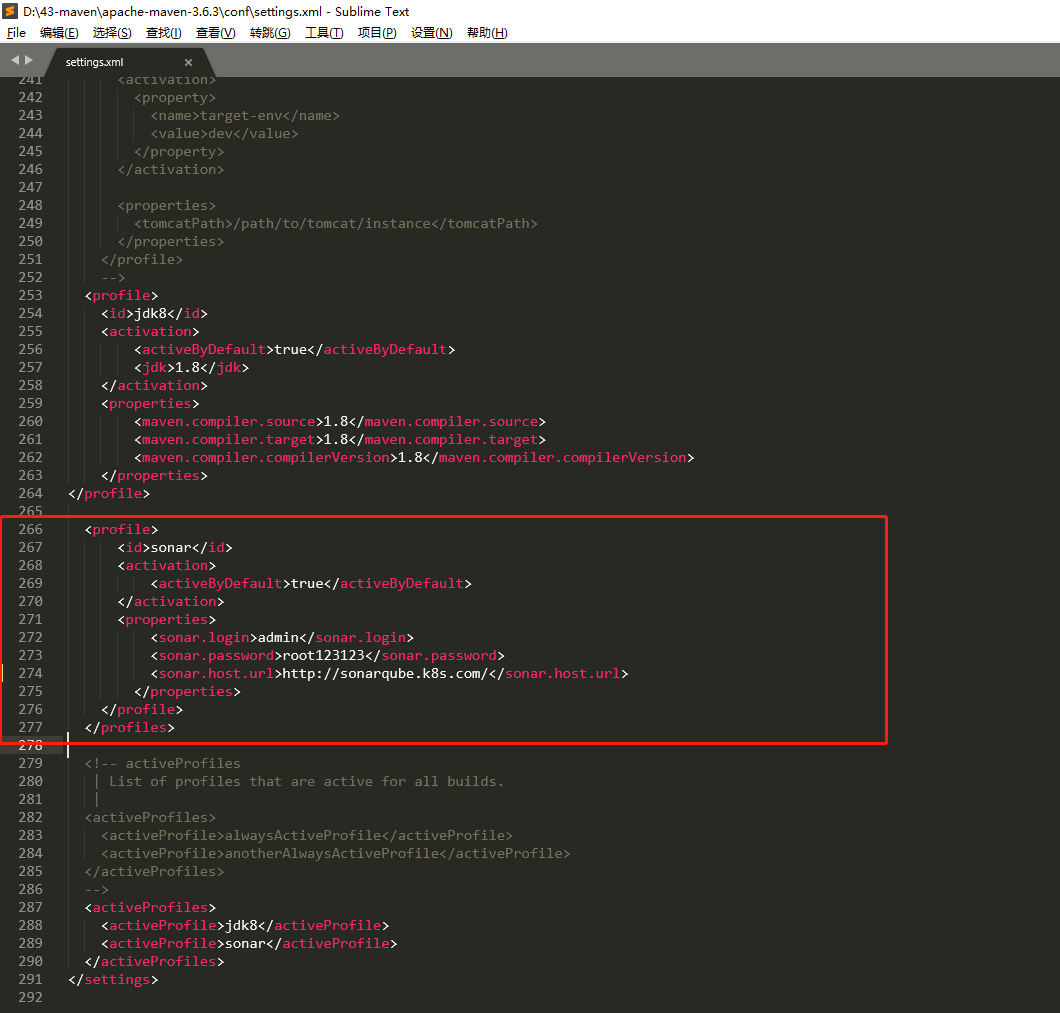 D:\43-maven\apache-maven-3.6.3\conf\settings.xml - Sublime Text
File 编辑(E) 选择(S) 查找(I) 查看(V) 转跳(G) 工具(T) 项目(P) 设置(N) 帮助(H)
settings.xml ×
241 <activation>
242 <property>
243 <name>target-env</name>
244 <value>dev</value>
245 </property>
246 </activation>
247
248 <properties>
249 <tomcatPath>/path/to/tomcat/instance</tomcatPath>
250 </properties>
251 </profile>
252 -->
253 <profile>
254 <id>jdk8</id>
255 <activation>
256 <activeByDefault>true</activeByDefault>
257 <jdk>1.8</jdk>
258 </activation>
259 <properties>
260 <maven.compiler.source>1.8</maven.compiler.source>
261 <maven.compiler.target>1.8</maven.compiler.target>
262 <maven.compiler.compilerVersion>1.8</maven.compiler.compilerVersion>
263 </properties>
264 </profile>
265
266 <profile>
267 <id>sonar</id>
268 <activation>
269 <activeByDefault>true</activeByDefault>
270 </activation>
271 <properties>
272 <sonar.login>admin</sonar.login>
273 <sonar.password>root123123</sonar.password>
274 <sonar.host.url>http://sonarqube.k8s.com/</sonar.host.url>
275 </properties>
276 </profile>
277 </profiles>
278
279 <!-- activeProfiles
280 | List of profiles that are active for all builds.
281 |
282 <activeProfiles>
283 <activeProfile>alwaysActiveProfile</activeProfile>
284 <activeProfile>anotherAlwaysActiveProfile</activeProfile>
285 </activeProfiles>
286 -->
287 <activeProfiles>
288 <activeProfile>jdk8</activeProfile>
289 <activeProfile>sonar</activeProfile>
290 </activeProfiles>
291 </settings>
292